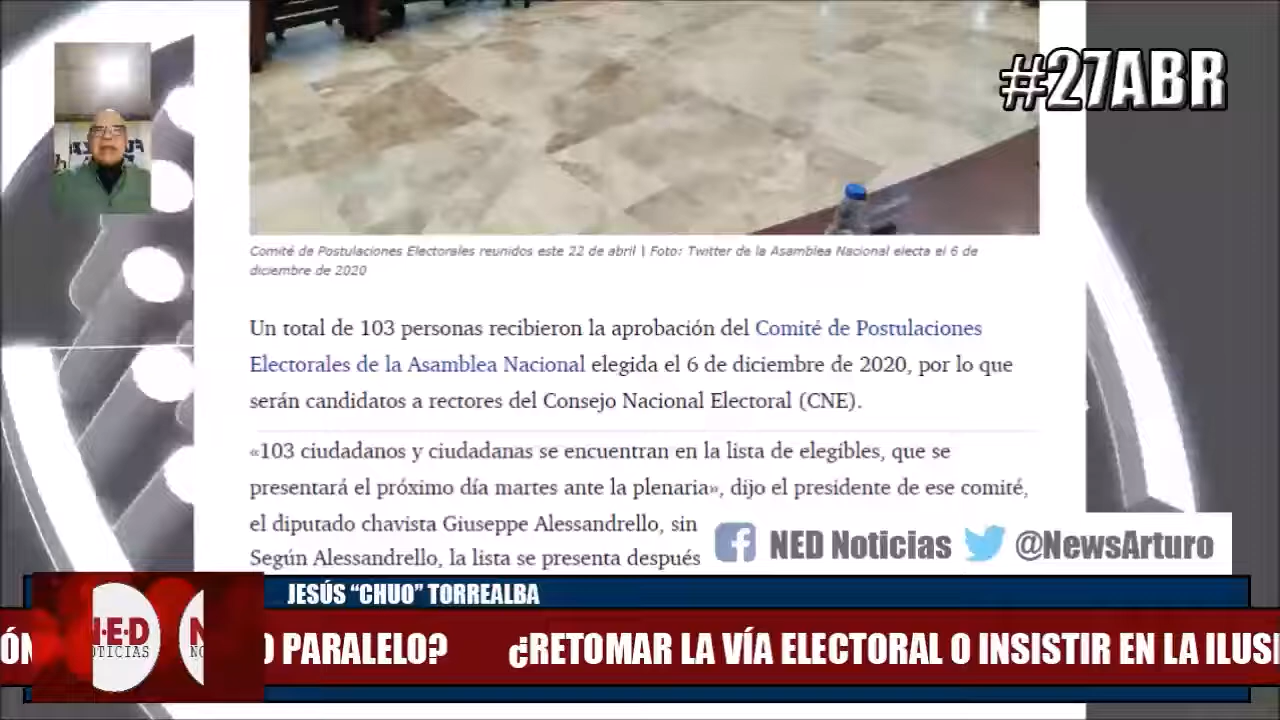 #27ABR
Comité de Postulaciones Electorales reunidos este 22 de abril | Foto: Twitter de la Asamblea Nacional electa el 6 de
diciembre de 2020
Un total de 103 personas recibieron la aprobación del Comité de Postulaciones
Electorales de la Asamblea Nacional elegida el 6 de diciembre de 2020, por lo que
serán candidatos a rectores del Consejo Nacional Electoral (CNE).
«103 ciudadanos y ciudadanas se encuentran en la lista de elegibles, que se
presentará el próximo día martes ante la plenaria», dijo el presidente de ese comité,
el diputado chavista Giuseppe Alessandrello, sin
Según Alessandrello, la lista se presenta después
NED Noticias @NewsArturo
JESÚS “CHUO” TORREALBA
ÓN O PARALELO? ¿RETOMAR LA VÍA ELECTORAL O INSISTIR EN LA ILUSI
N·E·D N
OTICIAS NO